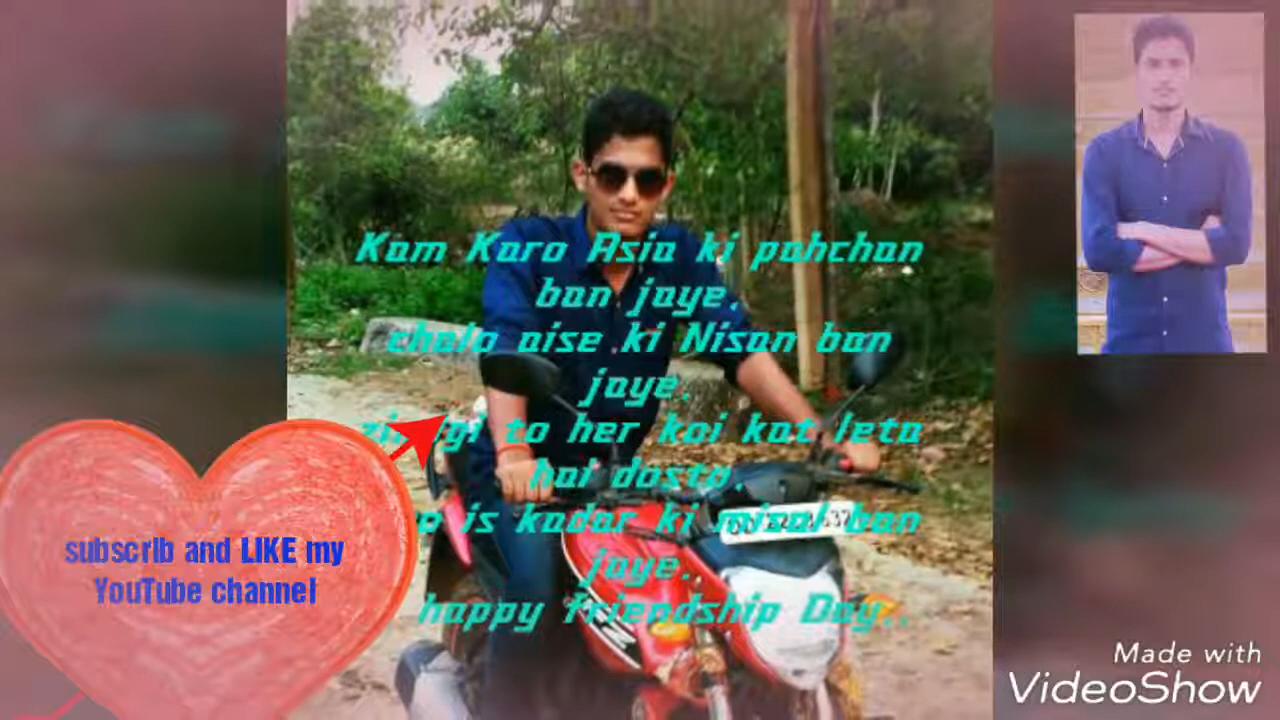 Kam Karo Asia ki pahchan
ban jaye.
chalo aise ki Nisan ban
jaye.
to her koi kat leta
hai dosto.
is kadar ki misal ban
jaye..
happy friendship Day..
subscrib and LIKE my
YouTube channel
Made with
VideoShow